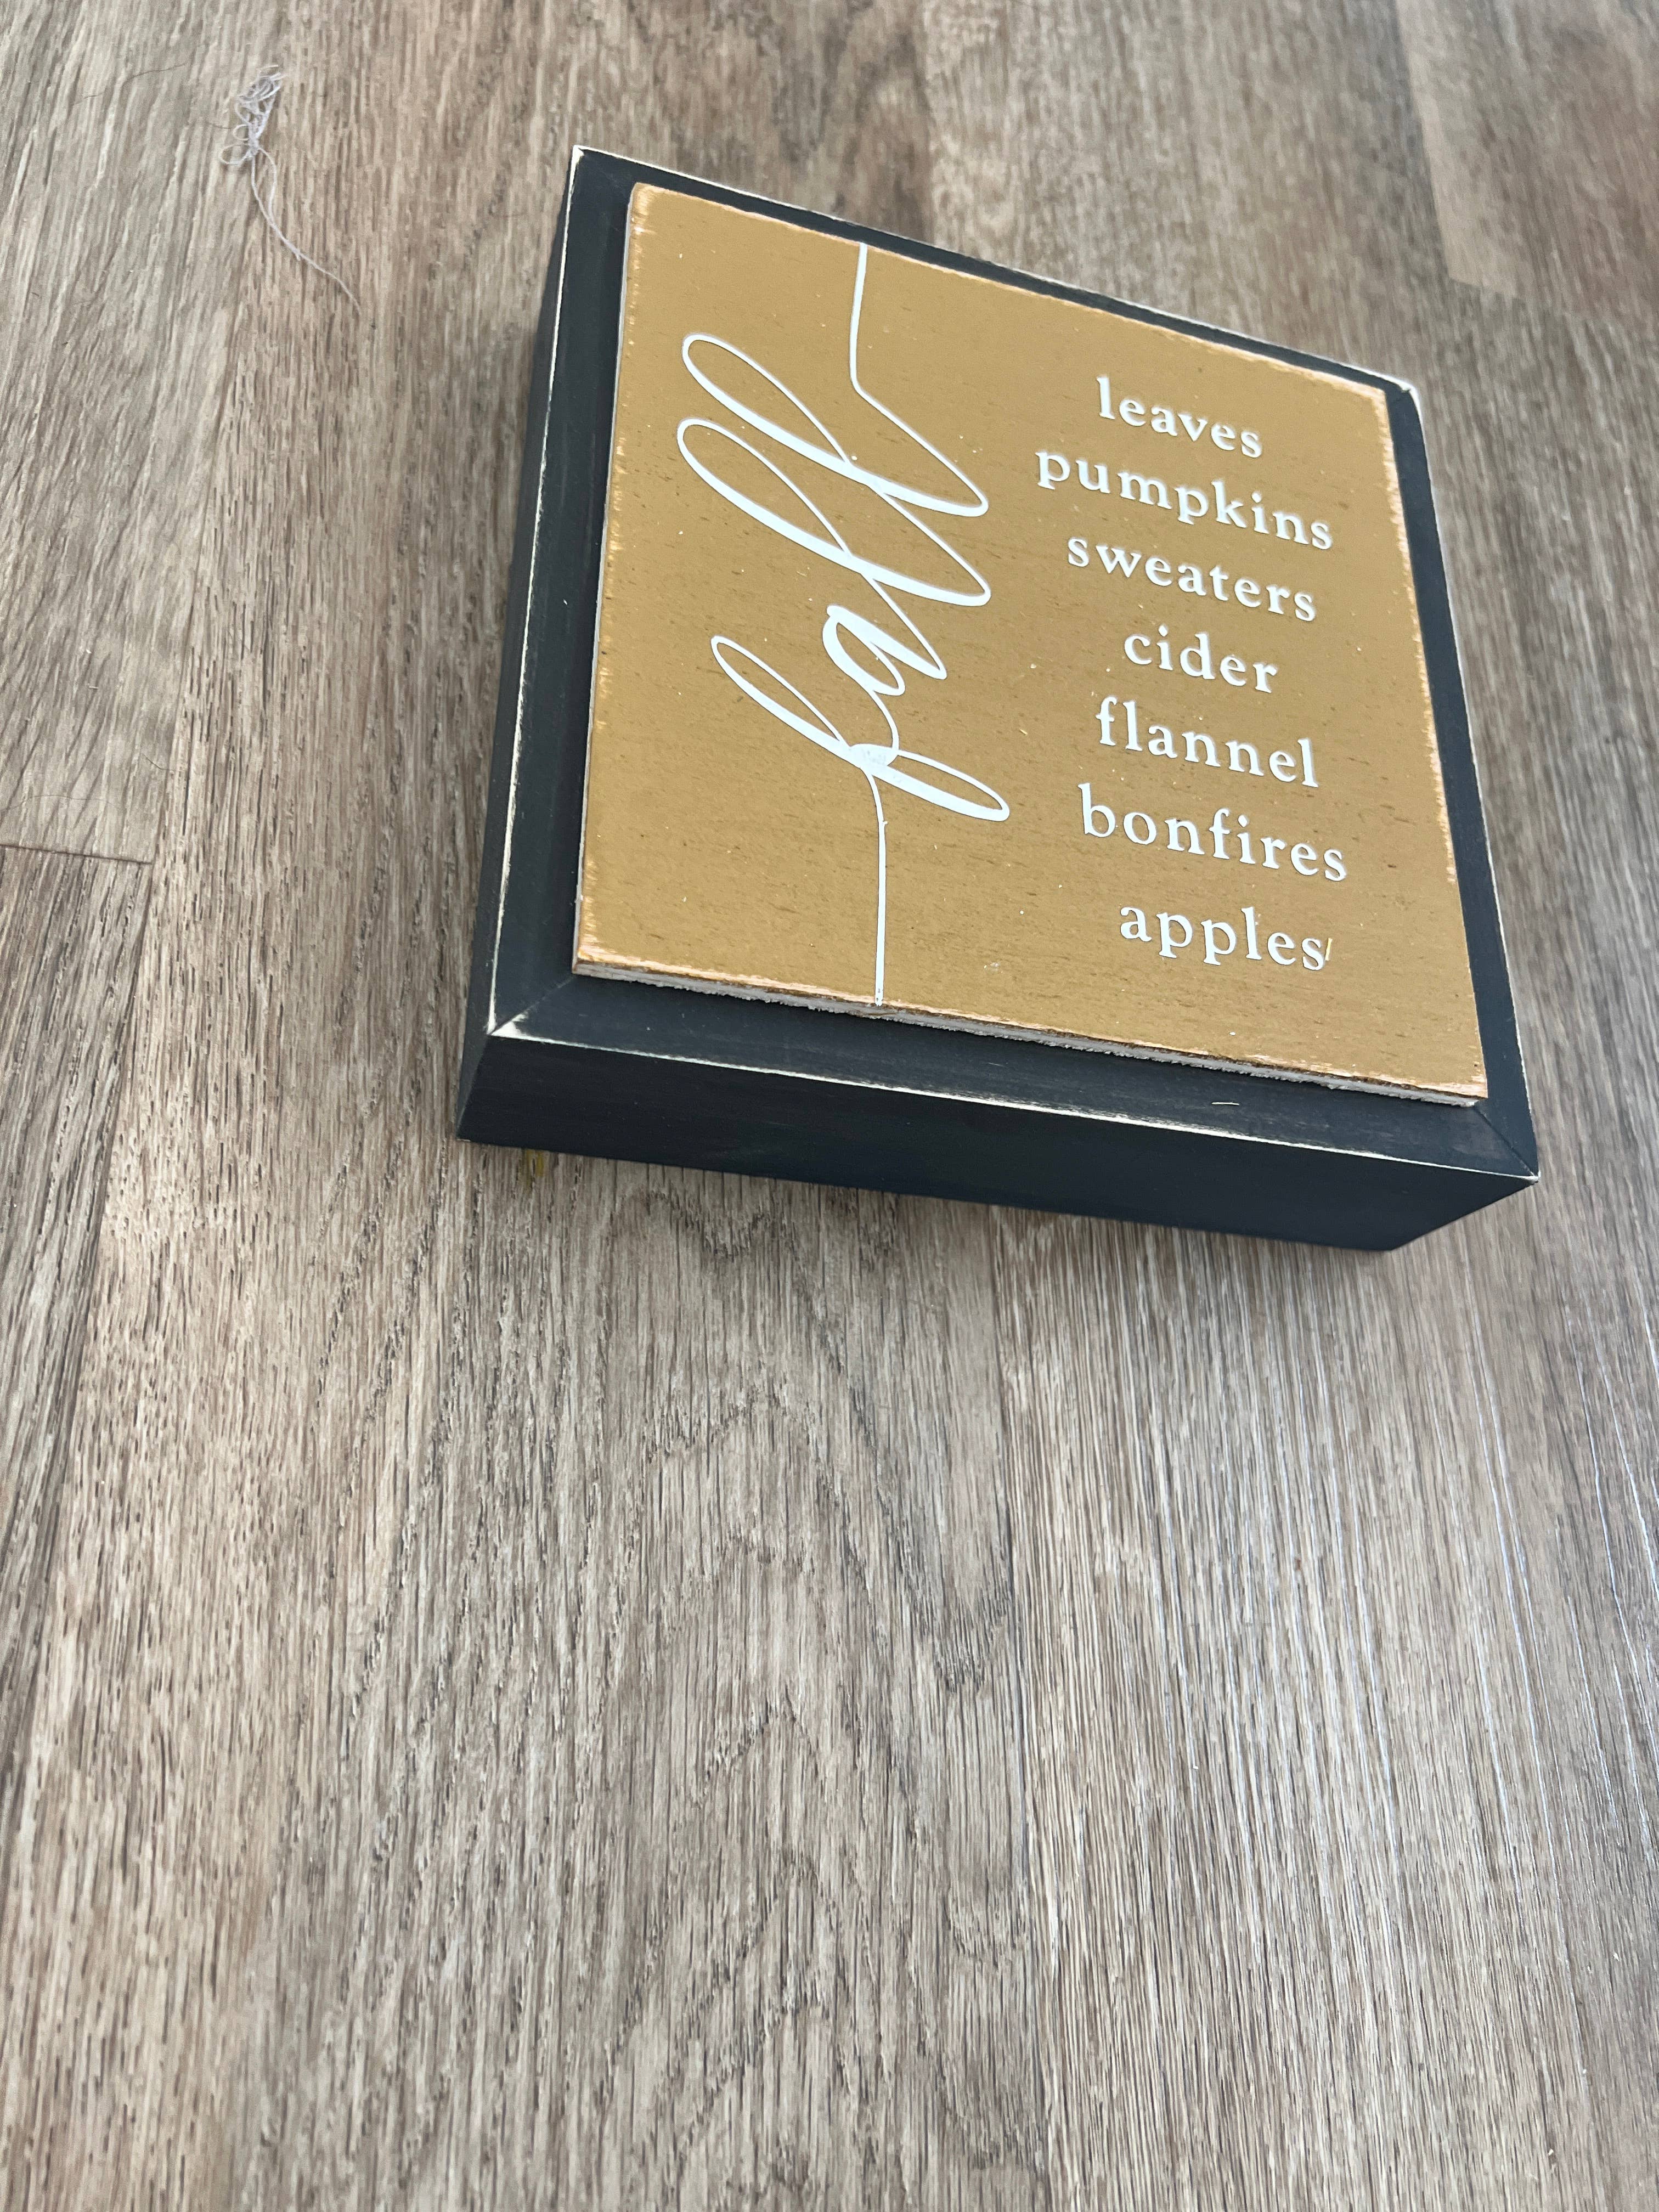 fall
leaves
pumpkins
sweaters
cider
flannel
bonfires
apples